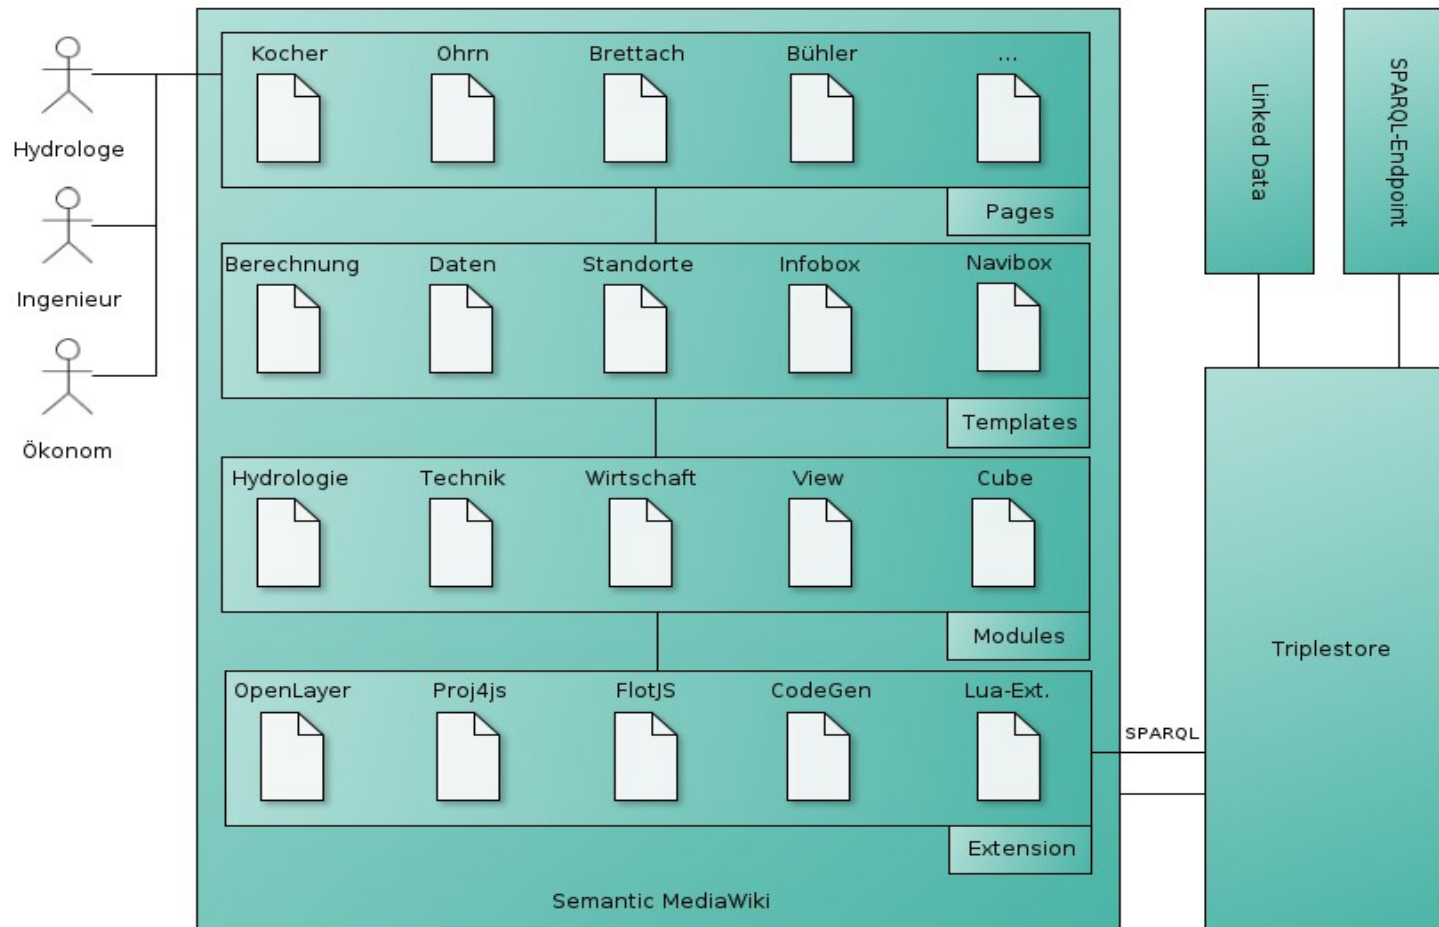 Hydrologe
Ingenieur
Ökonom
Kocher
Ohrn
Brettach
Bühler
...
Pages
Berechnung
Daten
Standorte
Infobox
Navibox
Templates
Hydrologie
Technik
Wirtschaft
View
Cube
Modules
OpenLayer
Proj4js
FlotJS
CodeGen
Lua-Ext.
Extension
Semantic MediaWiki
SPARQL
Linked Data
SPARQL-Endpoint
Triplestore